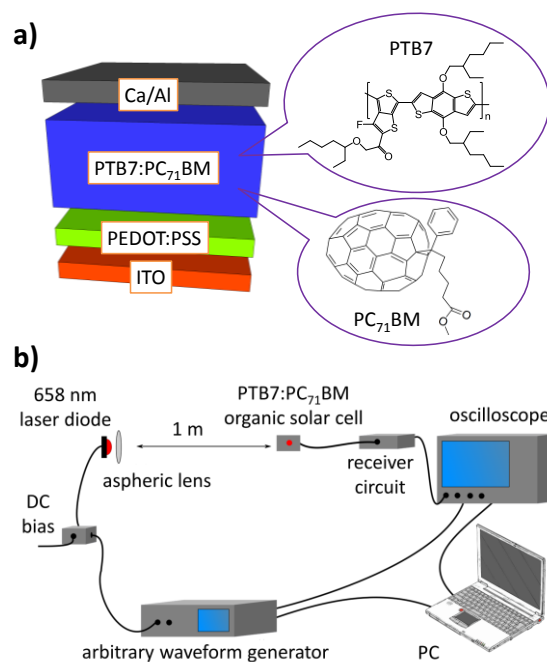 a)
PTB7
Ca/Al
PTB7:PC71BM
PEDOT:PSS
ITO
O
O
S
S
S
S
S
F
n
O
O
O
PC71BM
O
O
b)
658 nm
laser diode
PTB7:PC71BM
organic solar cell
oscilloscope
1 m
aspheric lens
receiver
circuit
DC
bias
arbitrary waveform generator
PC